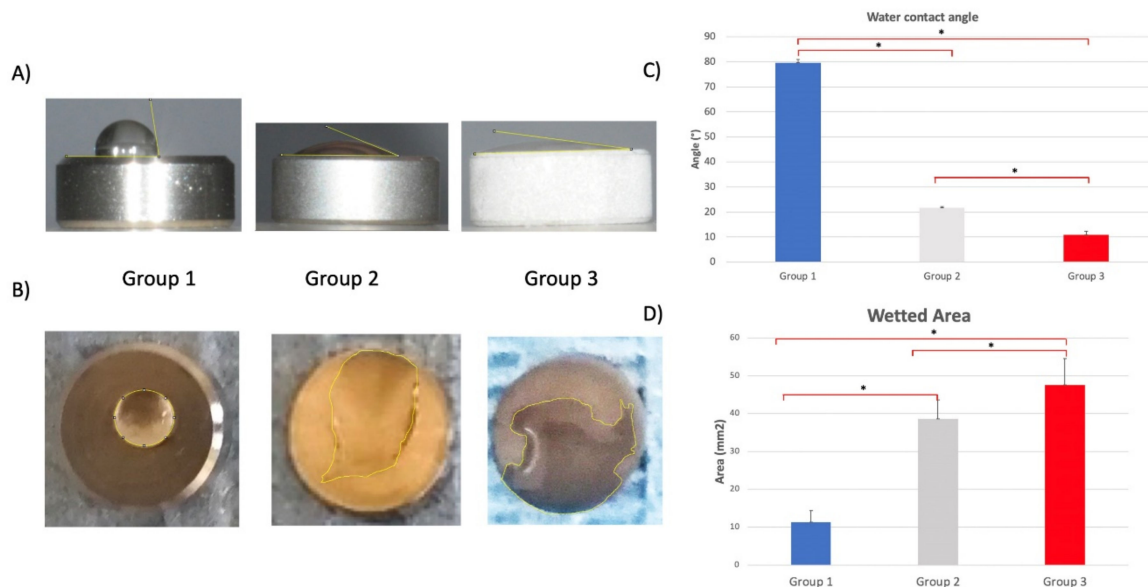 A)
Group 1
Group 2
Group 3
B)
C)
Water contact angle
Angle (°)
90
80
70
60
50
40
30
20
10
0
*
*
*
Group 1
Group 2
Group 3
D)
Wetted Area
Area (mm2)
60
50
40
30
20
10
0
*
*
*
Group 1
Group 2
Group 3